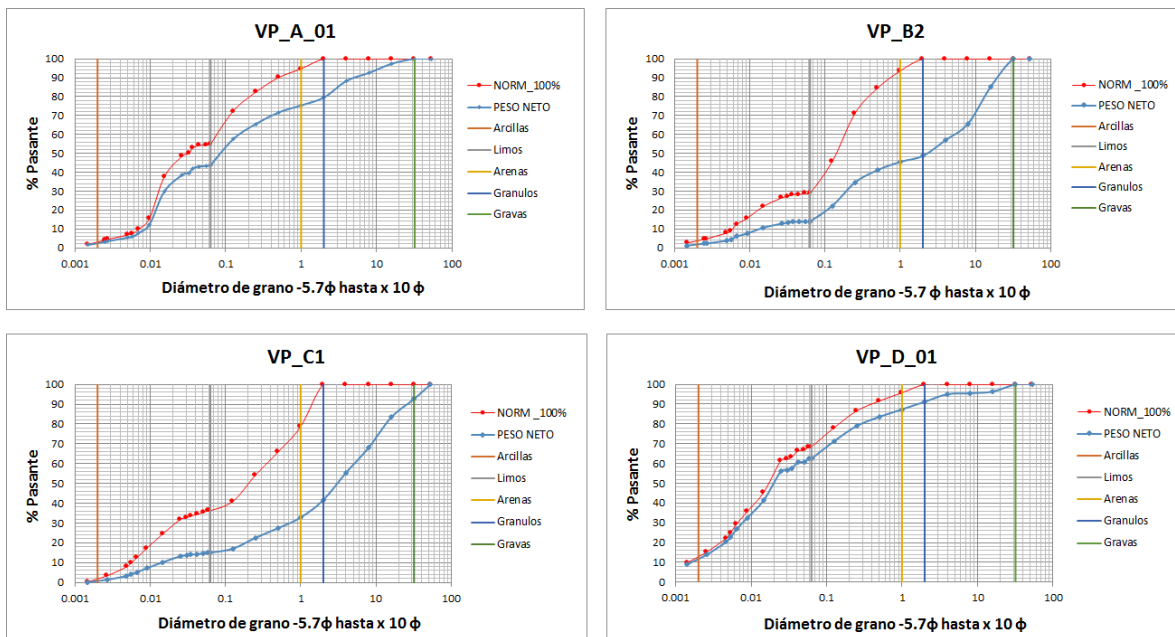 VP_A_01
% Pasante
100
90
80
70
60
50
40
30
20
10
0
0.001 0.01 0.1 1 10 100
Diámetro de grano -5.7 ϕ hasta x 10 ϕ
NORM _100%
PESO NETO
Arcillas
Limos
Arenas
Granulos
Gravas
VP_B2
% Pasante
100
90
80
70
60
50
40
30
20
10
0
0.001 0.01 0.1 1 10 100
Diámetro de grano -5.7 ϕ hasta x 10 ϕ
NORM _100%
PESO NETO
Arcillas
Limos
Arenas
Granulos
Gravas
VP_C1
% Pasante
100
90
80
70
60
50
40
30
20
10
0
0.001 0.01 0.1 1 10 100
Diámetro de grano -5.7 ϕ hasta x 10 ϕ
NORM _100%
PESO NETO
Arcillas
Limos
Arenas
Granulos
Gravas
VP_D_01
% Pasante
100
90
80
70
60
50
40
30
20
10
0
0.001 0.01 0.1 1 10 100
Diámetro de grano -5.7 ϕ hasta x 10 ϕ
NORM _100%
PESO NETO
Arcillas
Limos
Arenas
Granulos
Gravas